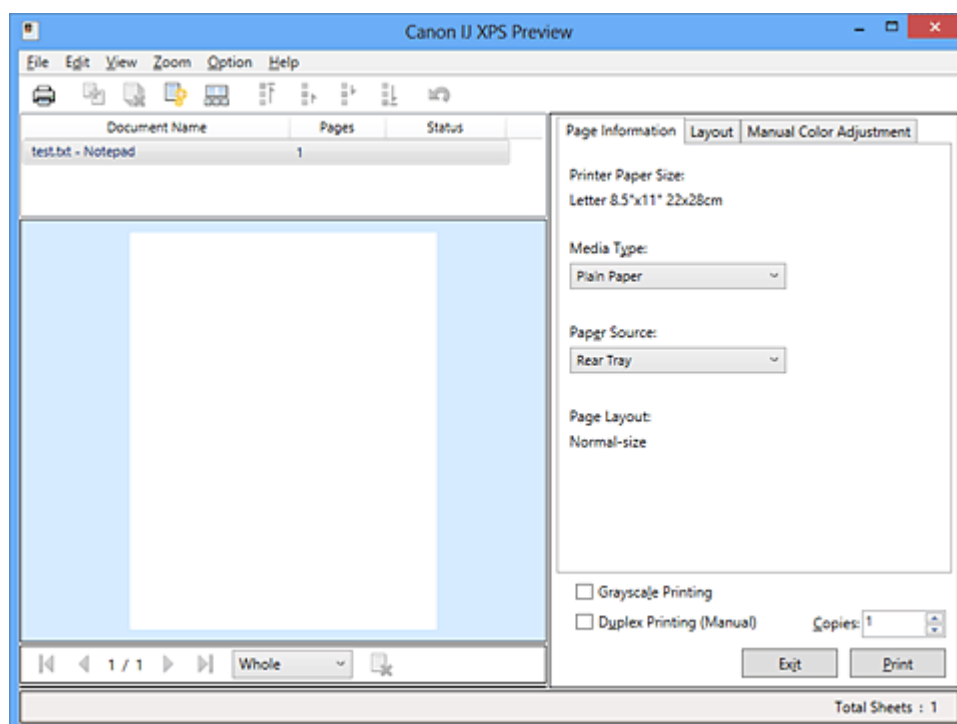 Canon IJ XPS Preview
File Edit View Zoom Option Help
Document Name Pages Status
test.txt - Notepad 1
Page Information Layout Manual Color Adjustment
Printer Paper Size:
Letter 8.5"x11" 22x28cm
Media Type:
Plain Paper
Paper Source:
Rear Tray
Page Layout:
Normal-size
Grayscale Printing
Duplex Printing (Manual) Copies: 1
1 / 1 Whole
Exit Print
Total Sheets : 1